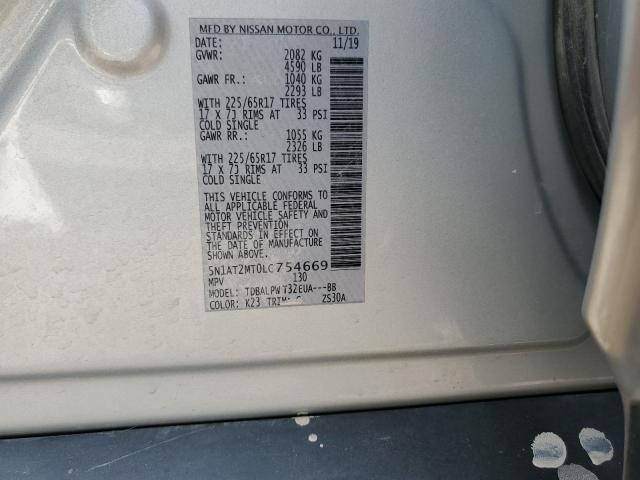 MFD BY NISSAN MOTOR CO., LTD.
DATE: 11/19
GVWR: 2082 KG
4590 LB
GAWR FR.: 1040 KG
2293 LB
WITH 225/65R17 TIRES
17 X 7J RIMS AT 33 PSI
COLD SINGLE
GAWR RR.: 1055 KG
2326 LB
WITH 225/65R17 TIRES
17 X 7J RIMS AT 33 PSI
COLD SINGLE
THIS VEHICLE CONFORMS TO
ALL APPLICABLE FEDERAL
MOTOR VEHICLE SAFETY AND
THEFT PREVENTION
STANDARDS IN EFFECT ON
THE DATE OF MANUFACTURE
SHOWN ABOVE.
5N1AT2MT0LC754669
MPV 130
MODEL: TDBALPW T32EUA---BB
COLOR: K23 TRIM: ZS30A